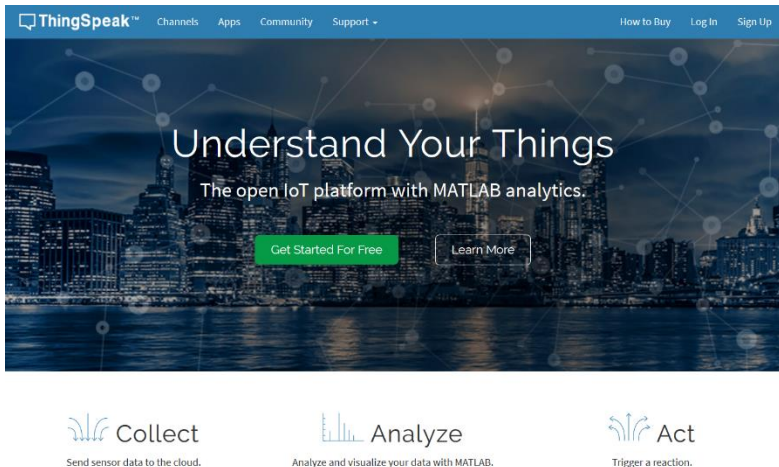 ThingSpeak™ Channels Apps Community Support How to Buy Log In Sign Up
Understand Your Things
The open IoT platform with MATLAB analytics.
Get Started For Free Learn More
Collect Analyze Act
Send sensor data to the cloud. Analyze and visualize your data with MATLAB. Trigger a reaction.